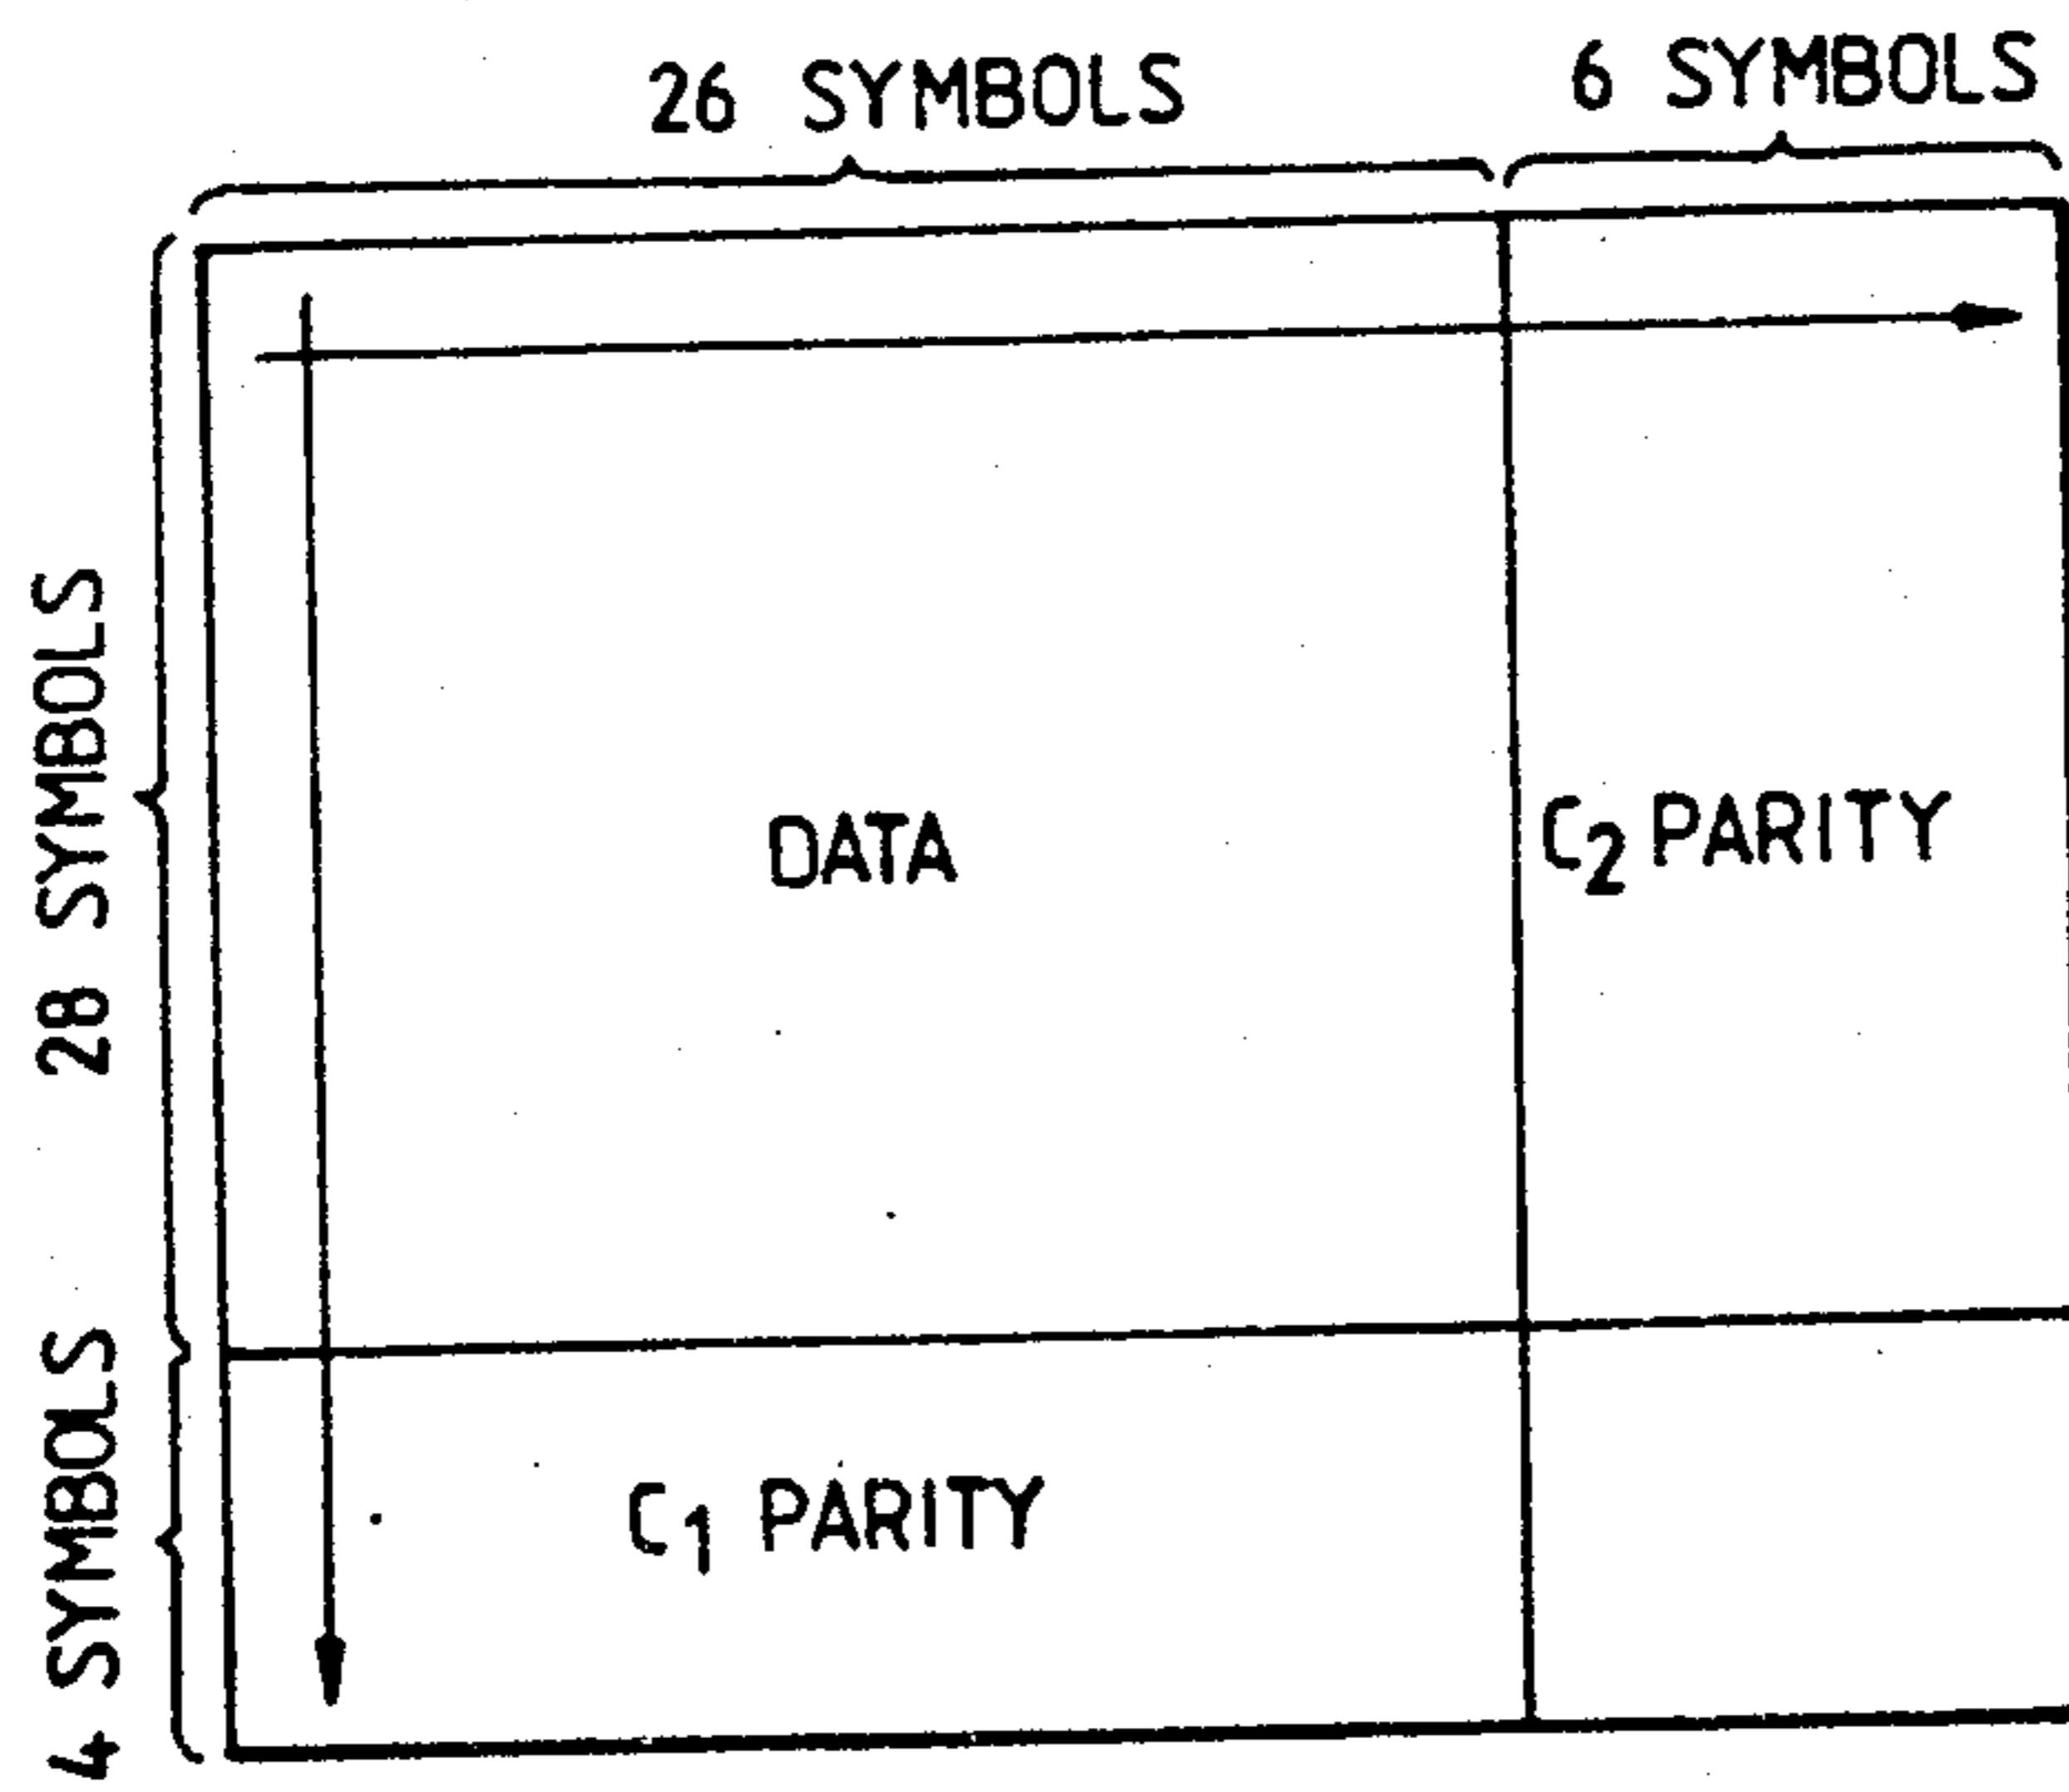 26 SYMBOLS
6 SYMBOLS
28 SYMBOLS
DATA
C₂ PARITY
4 SYMBOLS
C₁ PARITY